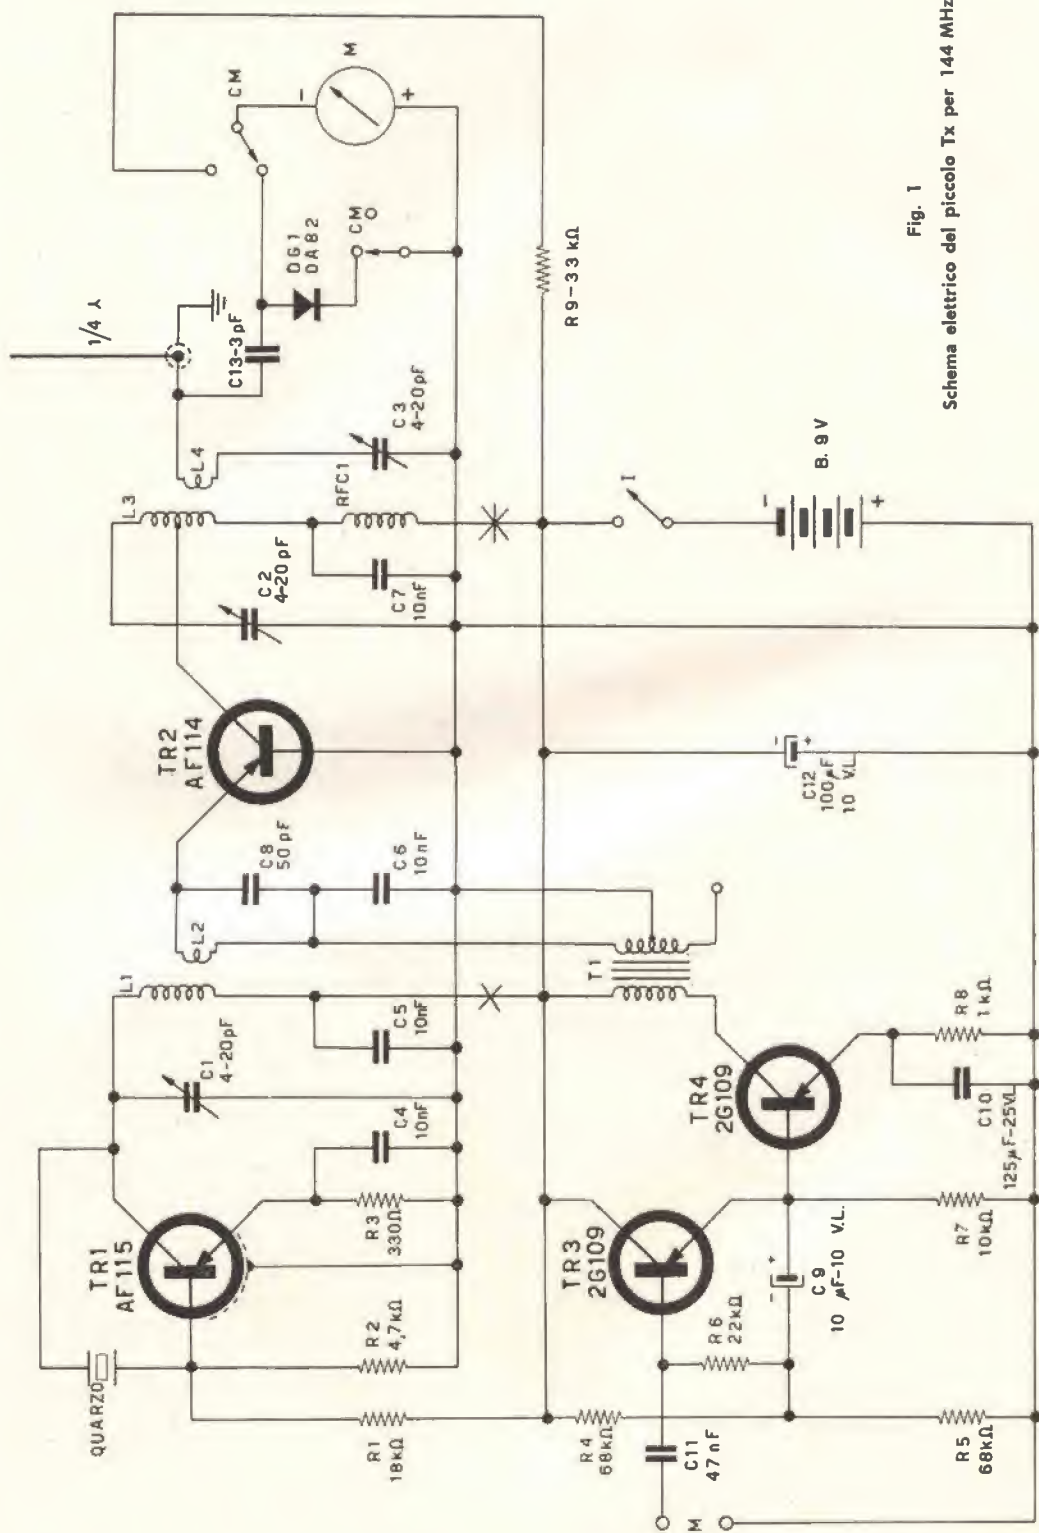 QUARZO
TR1
AF115
R1
18kΩ
R2
4,7kΩ
R3
330Ω
C4
10nF
C1
4-20pF
C5
10nF
L1
L2
C8
50pF
C6
10nF
TR2
AF114
C2
4-20pF
C7
10nF
L3
RFC1
L4
C3
4-20pF
1/4 λ
C13-3pF
DG1
OA82
CM
CM
M
-
+
R9-33kΩ
M
C11
47nF
R4
68kΩ
R5
68kΩ
R6
22kΩ
TR3
2G109
C9
10 µF-10 V.L.
-
+
R7
10kΩ
TR4
2G109
T1
C10
125µF-25VL
R8
1kΩ
C12
100µF
10 V.L.
-
+
I
B. 9V
-
+
Fig. 1
Schema elettrico del piccolo Tx per 144 MHz